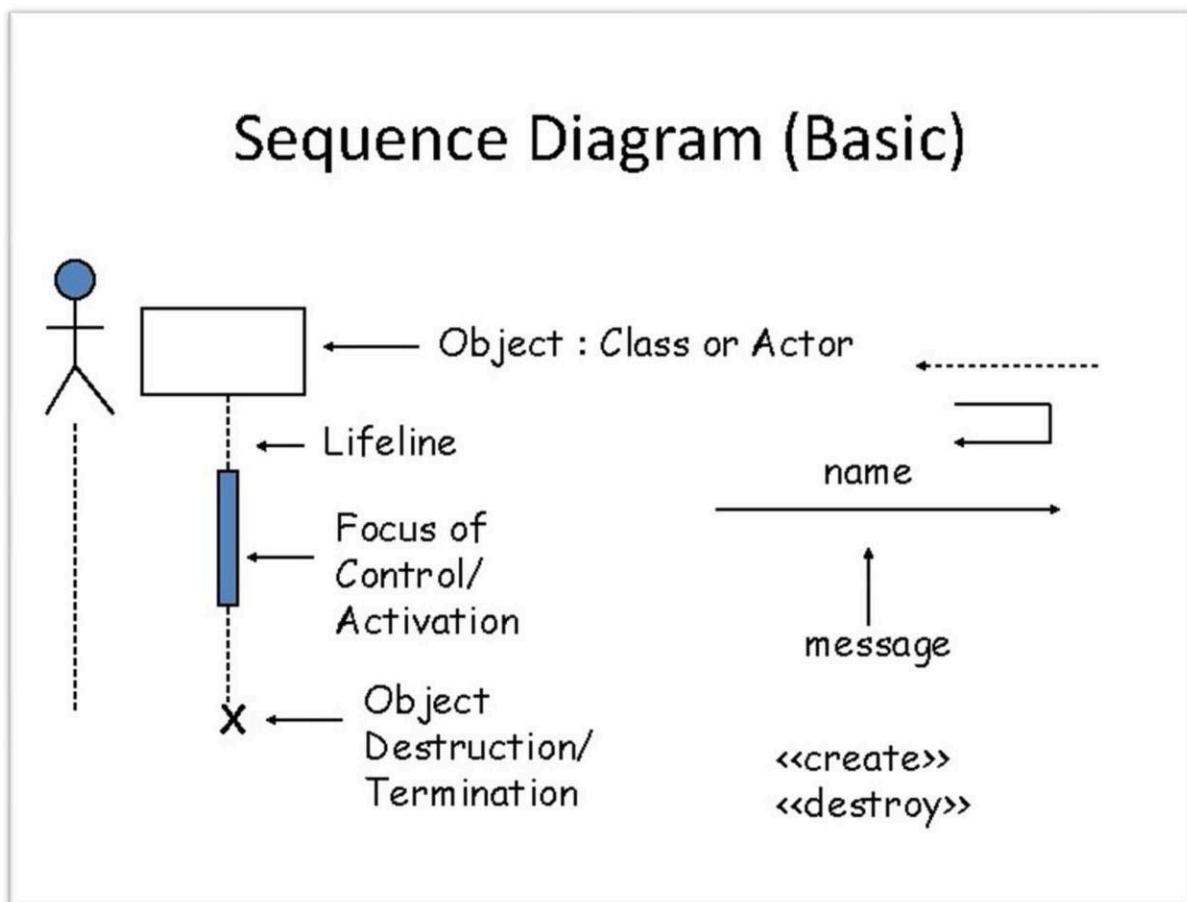 Sequence Diagram (Basic)
Object : Class or Actor
Lifeline
name
Focus of
Control/
Activation
message
Object
Destruction/
Termination
<<create>>
<<destroy>>